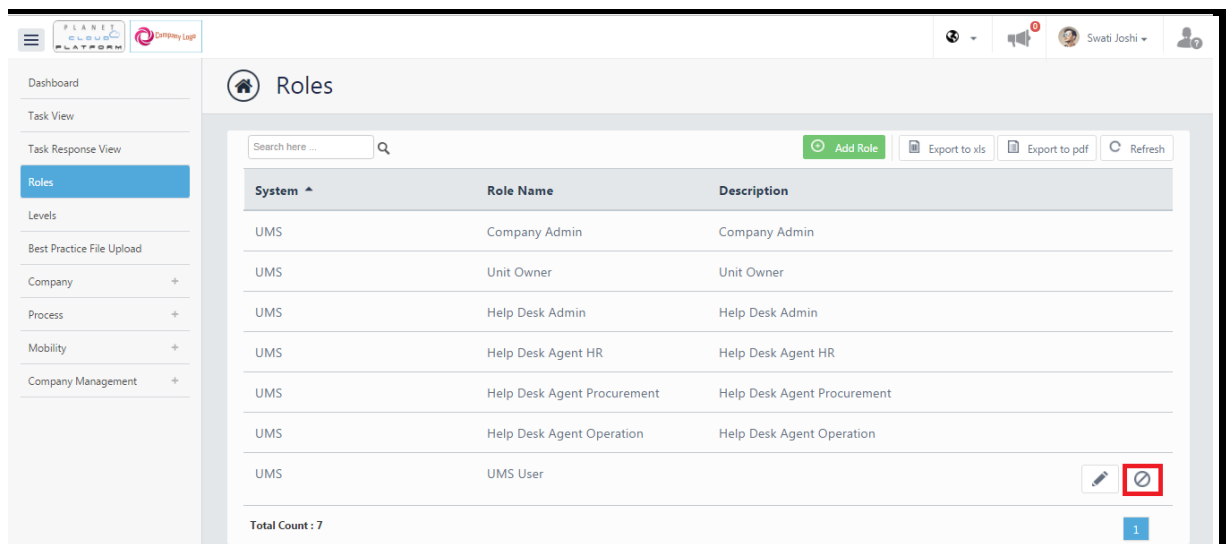 PLANET
CLOUD
PLATFORM
Company Logo
0
Swati Joshi
Dashboard
Task View
Task Response View
Roles
Levels
Best Practice File Upload
Company +
Process +
Mobility +
Company Management +
Roles
Search here ...
Add Role
Export to xls
Export to pdf
Refresh
System Role Name Description
UMS Company Admin Company Admin
UMS Unit Owner Unit Owner
UMS Help Desk Admin Help Desk Admin
UMS Help Desk Agent HR Help Desk Agent HR
UMS Help Desk Agent Procurement Help Desk Agent Procurement
UMS Help Desk Agent Operation Help Desk Agent Operation
UMS UMS User
Total Count : 7
1